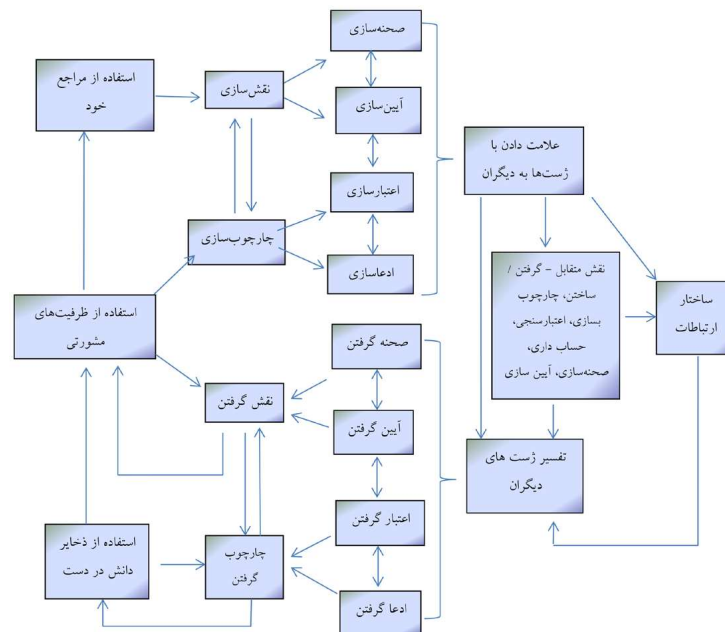 صحنه‌سازی
استفاده از مراجع
خود
نقش‌سازی
آیین‌سازی
علامت دادن با
ژست‌ها به دیگران
اعتبارسازی
چارچوب‌سازی
ادعاسازی
نقش متقابل – گرفتن /
ساختن، چارچوب
بسازی، اعتبارسنجی،
حساب داری،
صحنه‌سازی، آیین سازی
ساختار
ارتباطات
استفاده از ظرفیت‌های
مشورتی
صحنه گرفتن
نقش گرفتن
آیین گرفتن
تفسیر ژست های
دیگران
اعتبار گرفتن
استفاده از ذخایر
دانش در دست
چارچوب
گرفتن
ادعا گرفتن